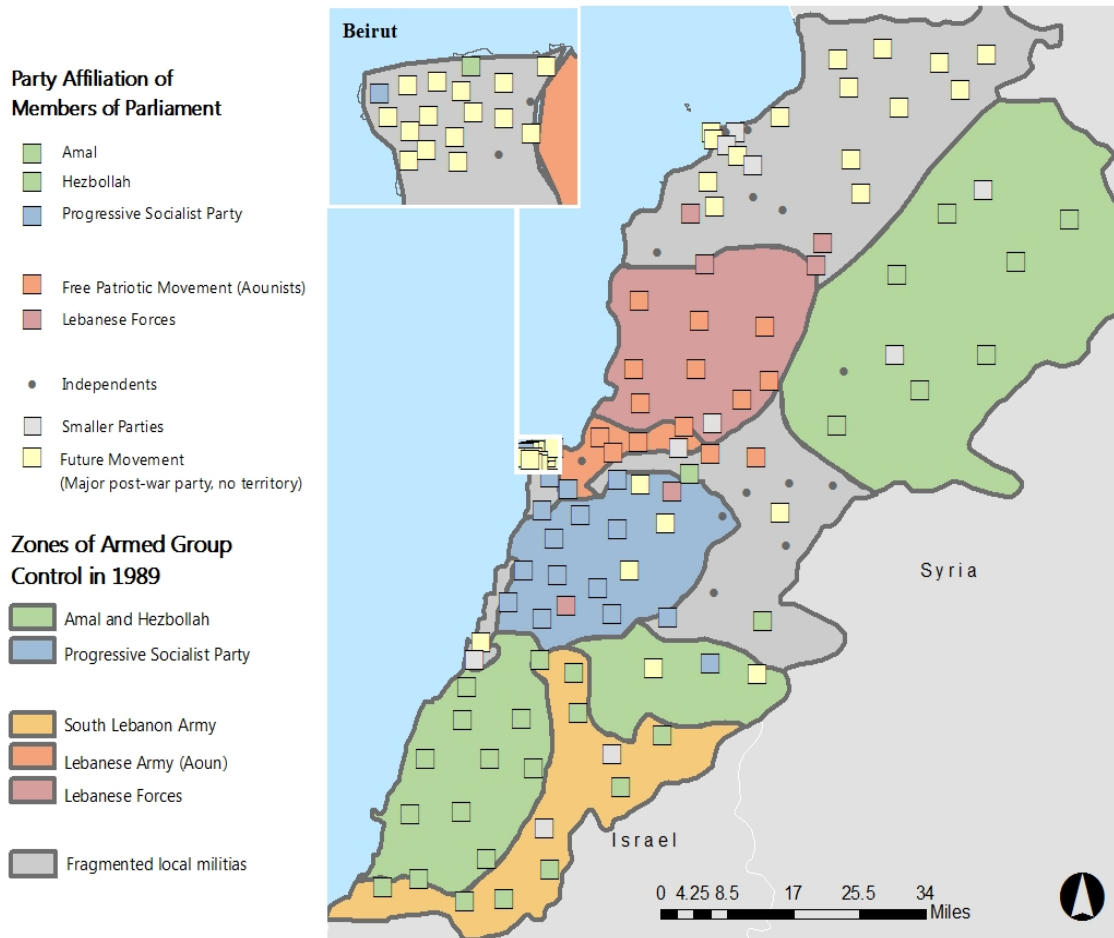 Party Affiliation of
Members of Parliament
Amal
Hezbollah
Progressive Socialist Party
Free Patriotic Movement (Aounists)
Lebanese Forces
Independents
Smaller Parties
Future Movement
(Major post-war party, no territory)
Zones of Armed Group
Control in 1989
Amal and Hezbollah
Progressive Socialist Party
South Lebanon Army
Lebanese Army (Aoun)
Lebanese Forces
Fragmented local militias
Beirut
Syria
Israel
0 4.25 8.5 17 25.5 34
Miles